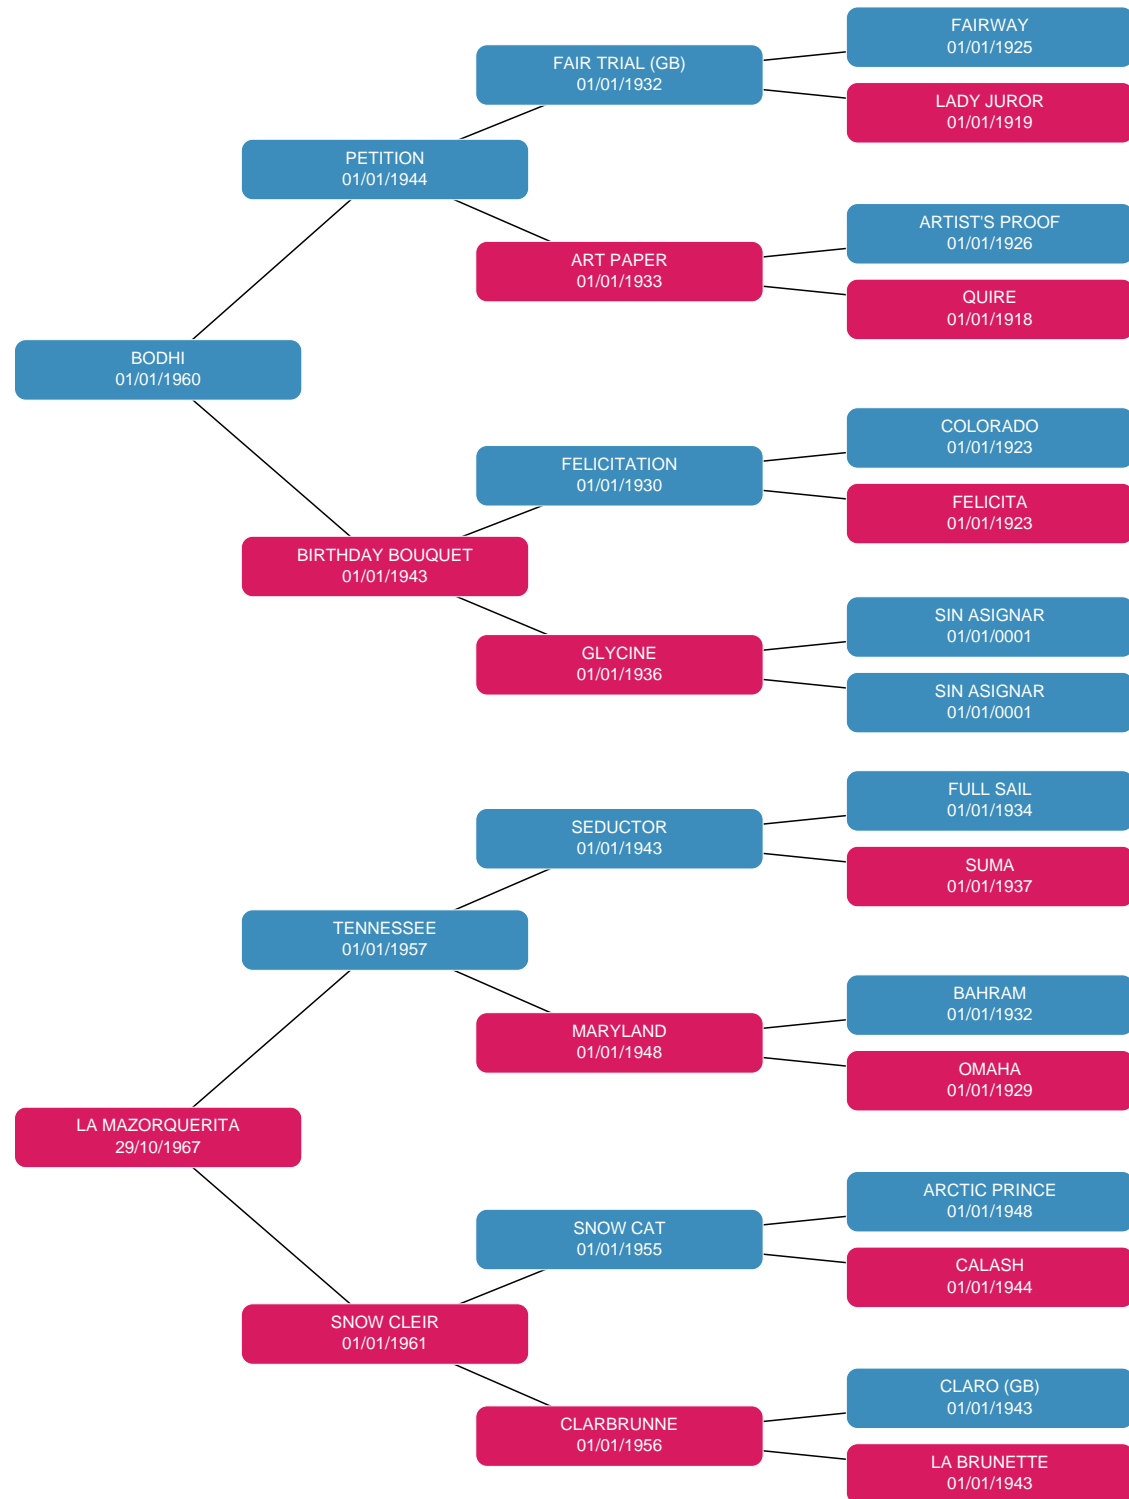 FAIRWAY
01/01/1925
FAIR TRIAL (GB)
01/01/1932
LADY JUROR
01/01/1919
PETITION
01/01/1944
ARTIST'S PROOF
01/01/1926
ART PAPER
01/01/1933
QUIRE
01/01/1918
BODHI
01/01/1960
COLORADO
01/01/1923
FELICITATION
01/01/1930
FELICITA
01/01/1923
BIRTHDAY BOUQUET
01/01/1943
SIN ASIGNAR
01/01/0001
GLYCINE
01/01/1936
SIN ASIGNAR
01/01/0001
FULL SAIL
01/01/1934
SEDUCTOR
01/01/1943
SUMA
01/01/1937
TENNESSEE
01/01/1957
BAHRAM
01/01/1932
MARYLAND
01/01/1948
OMAHA
01/01/1929
LA MAZORQUERITA
29/10/1967
ARCTIC PRINCE
01/01/1948
SNOW CAT
01/01/1955
CALASH
01/01/1944
SNOW CLEIR
01/01/1961
CLARO (GB)
01/01/1943
CLARBRUNNE
01/01/1956
LA BRUNETTE
01/01/1943